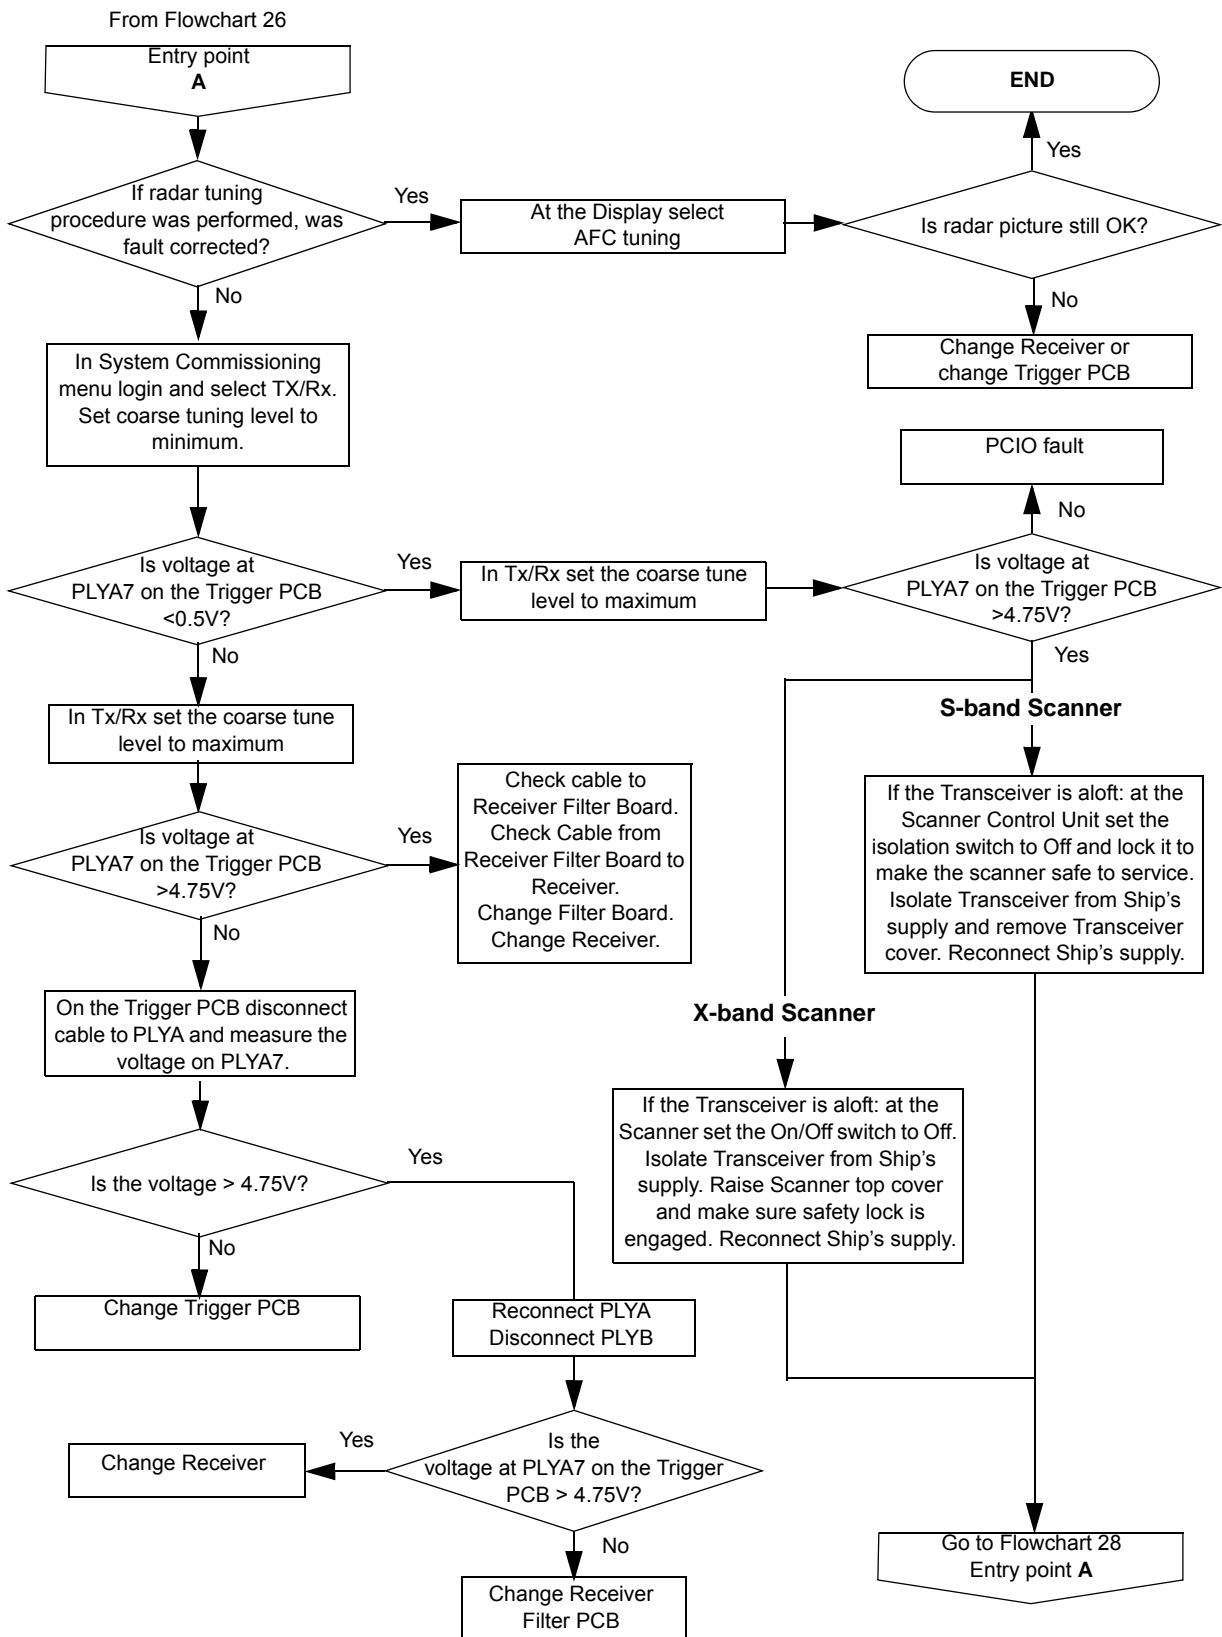 From Flowchart 26
Entry point
A
END
Yes
If radar tuning
procedure was performed, was
fault corrected?
Yes
At the Display select
AFC tuning
Is radar picture still OK?
No
No
Change Receiver or
change Trigger PCB
In System Commissioning
menu login and select TX/Rx.
Set coarse tuning level to
minimum.
PCIO fault
No
Is voltage at
PLYA7 on the Trigger PCB
<0.5V?
Yes
In Tx/Rx set the coarse tune
level to maximum
Is voltage at
PLYA7 on the Trigger PCB
>4.75V?
No
Yes
In Tx/Rx set the coarse tune
level to maximum
S-band Scanner
Is voltage at
PLYA7 on the Trigger PCB
>4.75V?
Yes
Check cable to
Receiver Filter Board.
Check Cable from
Receiver Filter Board to
Receiver.
Change Filter Board.
Change Receiver.
If the Transceiver is aloft: at the
Scanner Control Unit set the
isolation switch to Off and lock it to
make the scanner safe to service.
Isolate Transceiver from Ship's
supply and remove Transceiver
cover. Reconnect Ship's supply.
No
On the Trigger PCB disconnect
cable to PLYA and measure the
voltage on PLYA7.
X-band Scanner
If the Transceiver is aloft: at the
Scanner set the On/Off switch to Off.
Isolate Transceiver from Ship's
supply. Raise Scanner top cover
and make sure safety lock is
engaged. Reconnect Ship's supply.
Is the voltage > 4.75V?
Yes
No
Change Trigger PCB
Reconnect PLYA
Disconnect PLYB
Is the
voltage at PLYA7 on the Trigger
PCB > 4.75V?
Yes
Change Receiver
No
Change Receiver
Filter PCB
Go to Flowchart 28
Entry point A